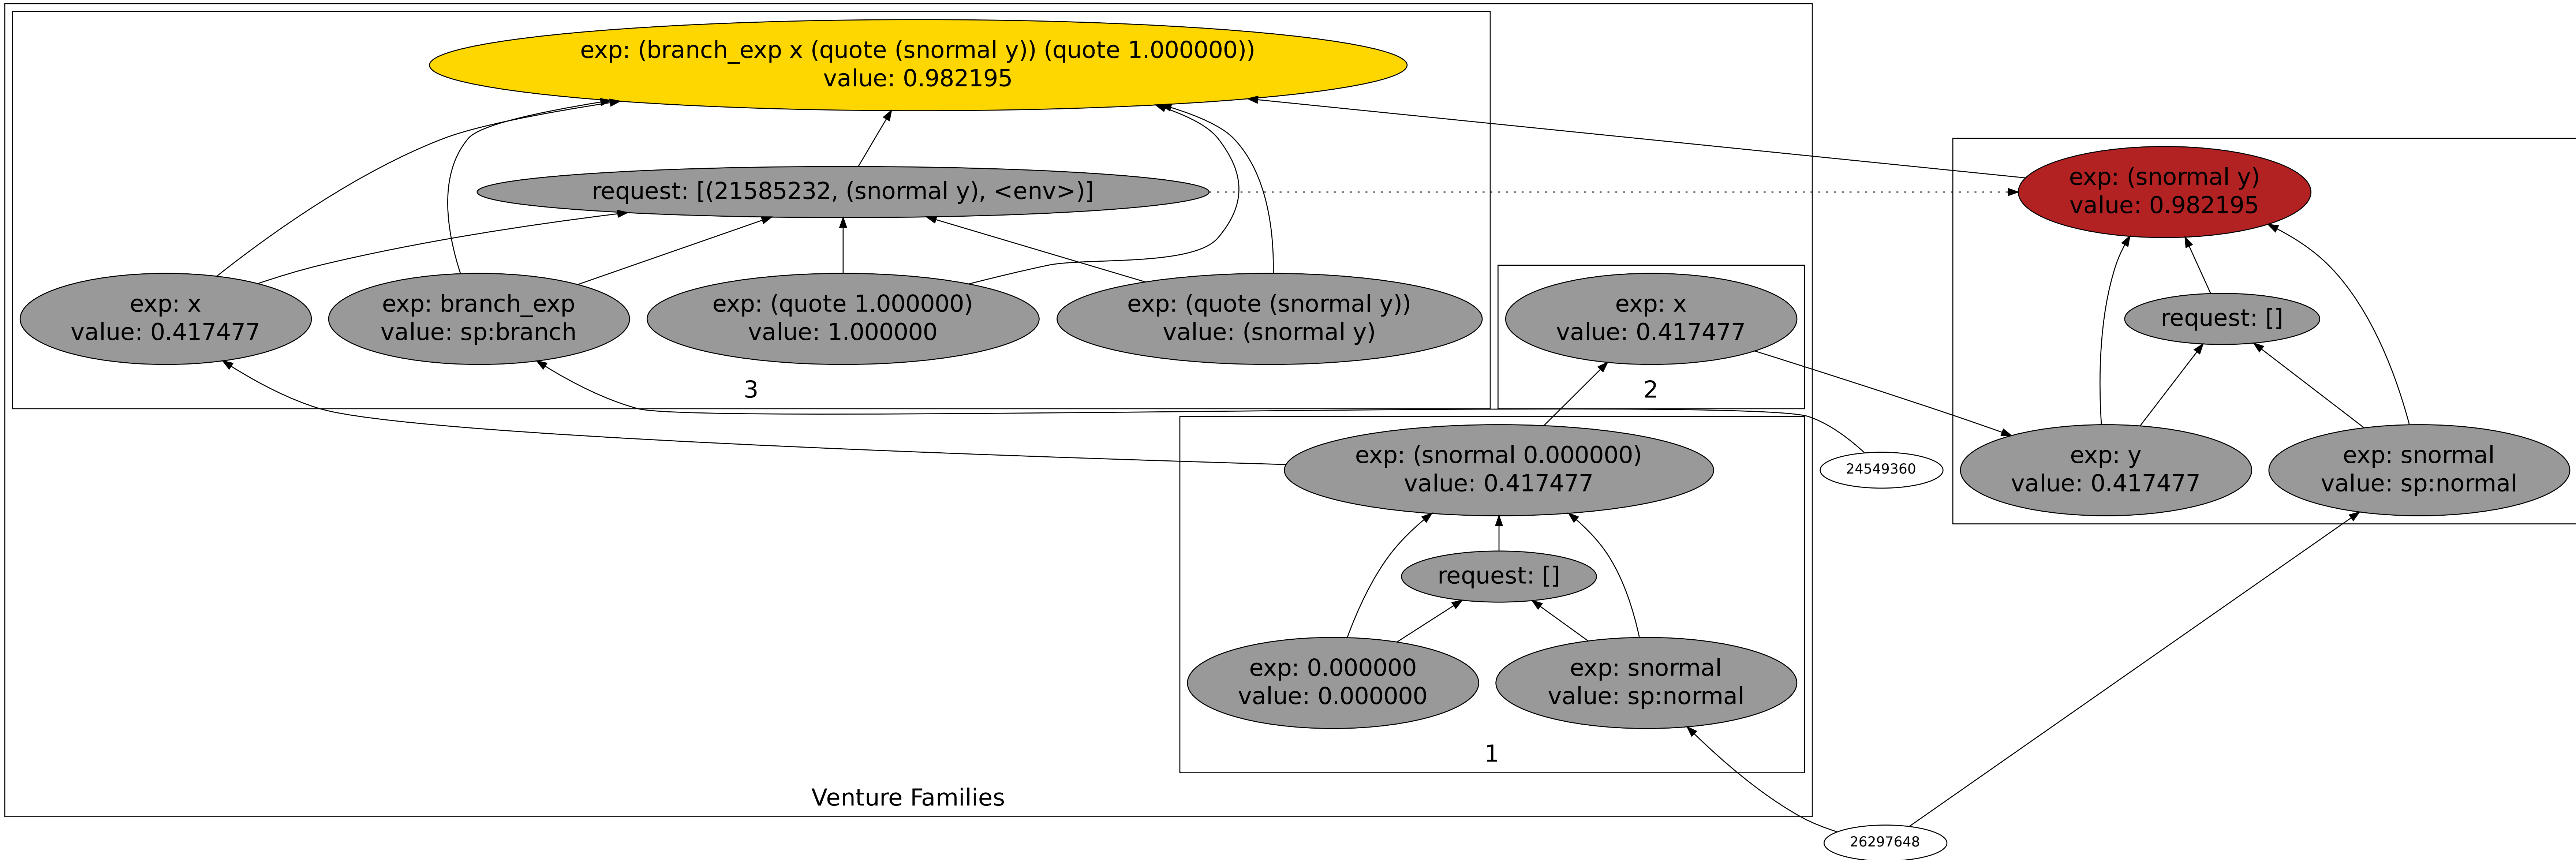 exp: (branch_exp x (quote (snormal y)) (quote 1.000000))
value: 0.982195
request: [(21585232, (snormal y), <env>)]
exp: (snormal y)
value: 0.982195
exp: x
value: 0.417477
exp: branch_exp
value: sp:branch
exp: (quote 1.000000)
value: 1.000000
exp: (quote (snormal y))
value: (snormal y)
exp: x
value: 0.417477
request: []
3
2
exp: (snormal 0.000000)
value: 0.417477
24549360
exp: y
value: 0.417477
exp: snormal
value: sp:normal
request: []
exp: 0.000000
value: 0.000000
exp: snormal
value: sp:normal
1
Venture Families
26297648